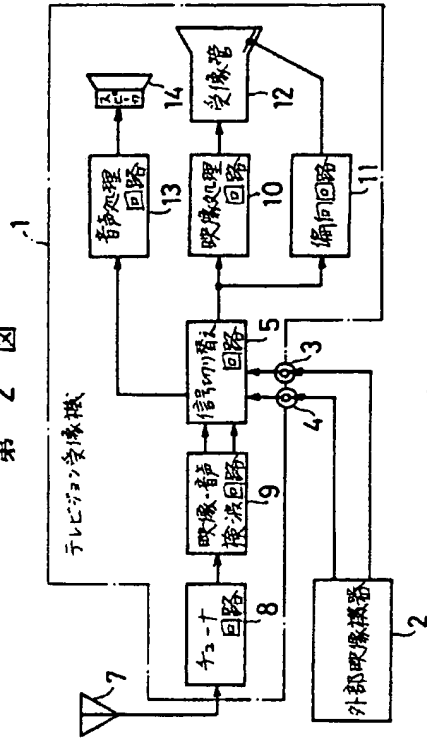 第 2 図
テレビジョン受像機
1
7
チューナ
回路
8
映像・音声
検波回路
9
信号切り替え
回路
5
音声処理
回路
13
スピーカ
14
映像処理
回路
10
受像管
12
偏向回路
11
3
4
外部映像機器
2